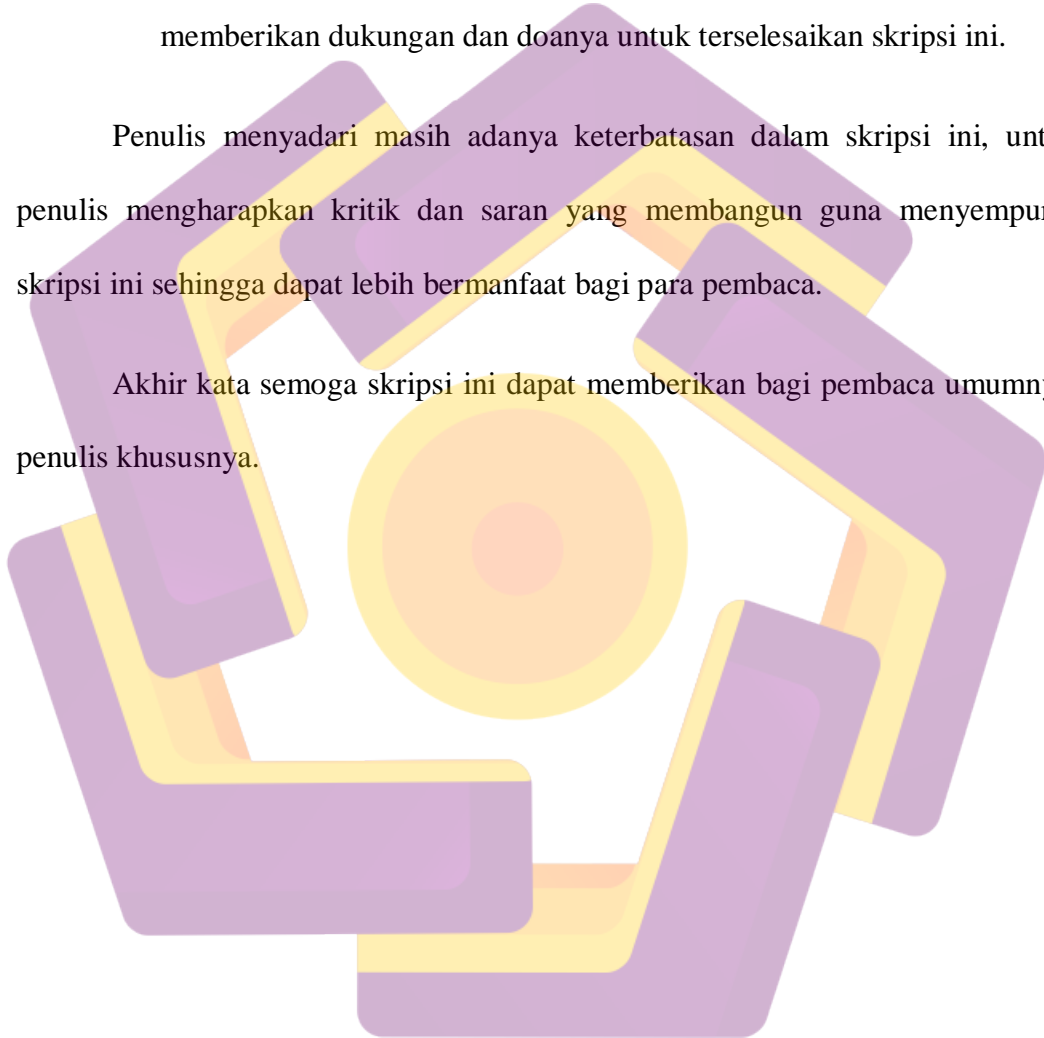 memberikan dukungan dan doanya untuk terselesaikan skripsi ini.
Penulis menyadari masih adanya keterbatasan dalam skripsi ini, unt
penulis mengharapkan kritik dan saran yang membangun guna menyempur
skripsi ini sehingga dapat lebih bermanfaat bagi para pembaca.
Akhir kata semoga skripsi ini dapat memberikan bagi pembaca umumny
penulis khususnya.